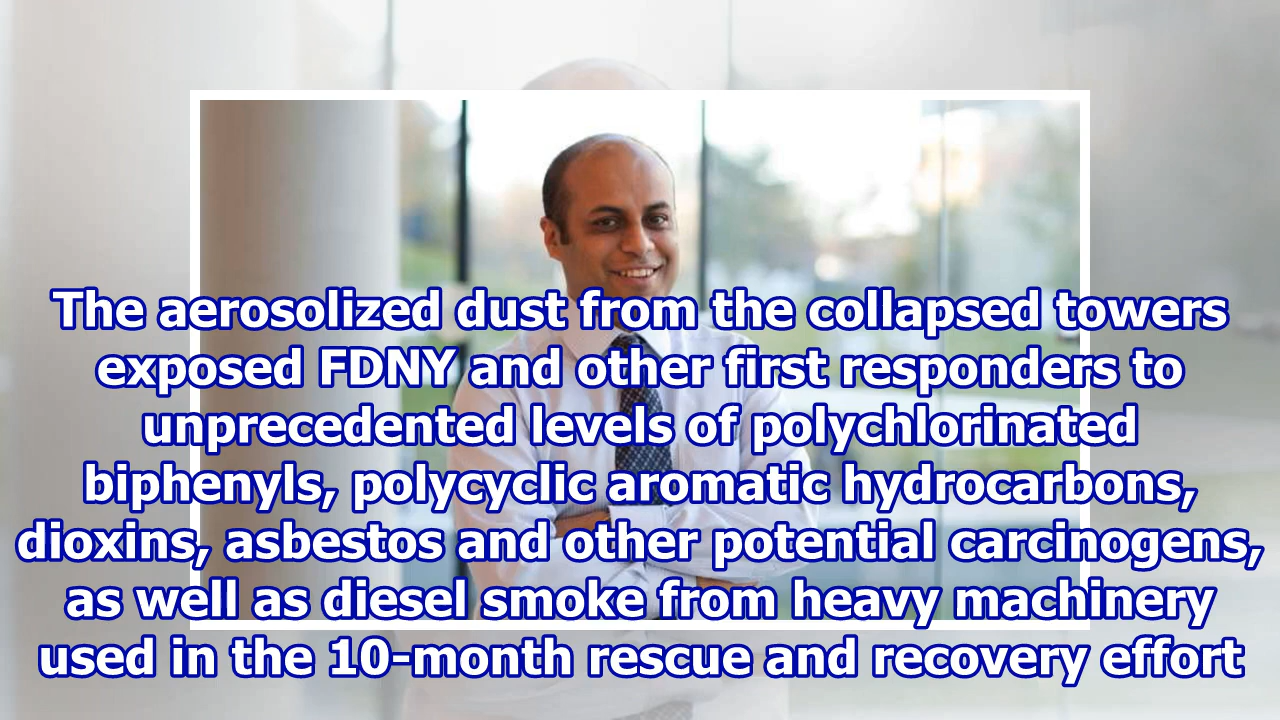 The aerosolized dust from the collapsed towers
exposed FDNY and other first responders to
unprecedented levels of polychlorinated
biphenyls, polycyclic aromatic hydrocarbons,
dioxins, asbestos and other potential carcinogens,
as well as diesel smoke from heavy machinery
used in the 10-month rescue and recovery effort